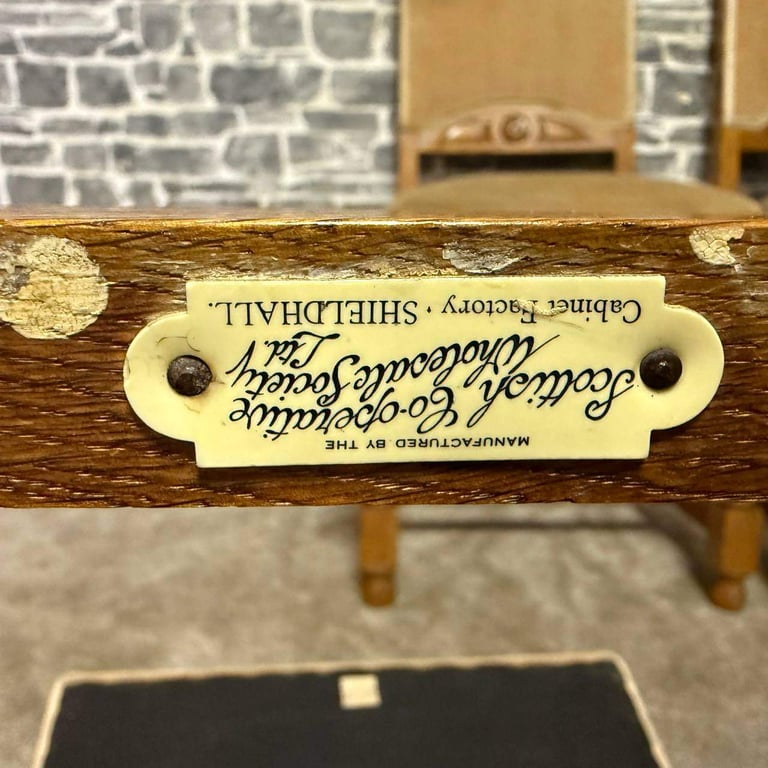 MANUFACTURED BY THE
Scottish Co-operative
Wholesale Society Ltd
Cabinet Factory · SHIELDHALL.